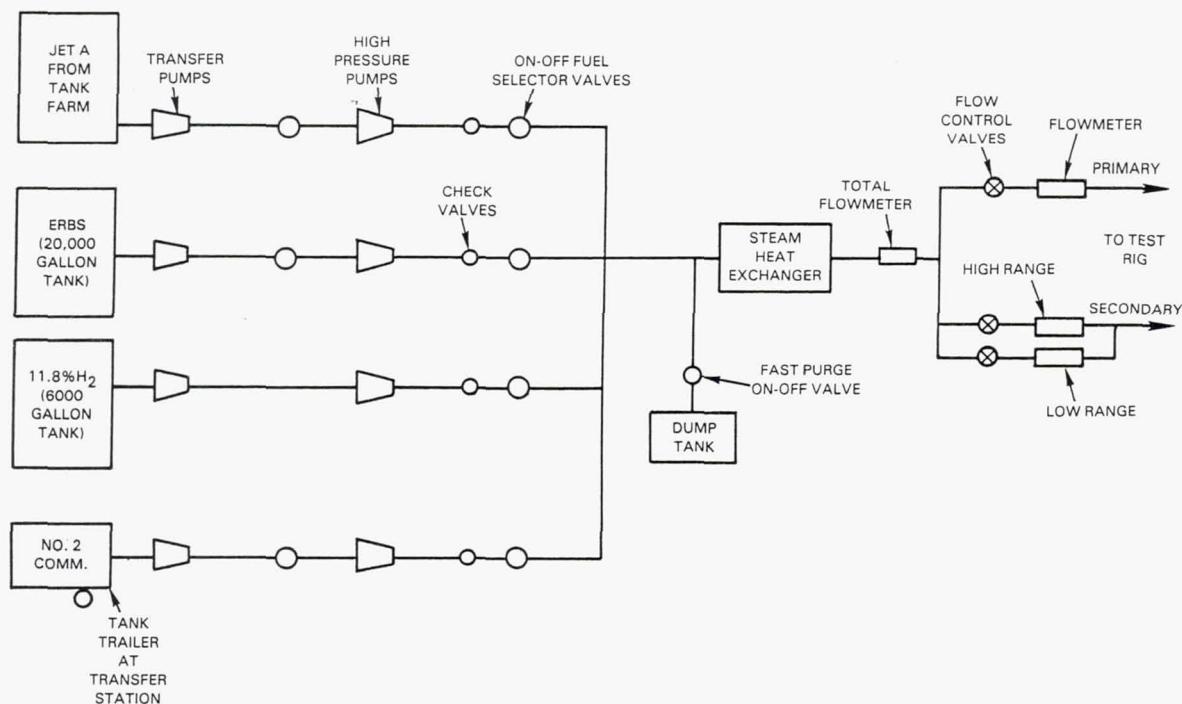 JET A
FROM
TANK
FARM
TRANSFER
PUMPS
HIGH
PRESSURE
PUMPS
ON-OFF FUEL
SELECTOR VALVES
ERBS
(20,000
GALLON
TANK)
CHECK
VALVES
11.8%H2
(6000
GALLON
TANK)
NO. 2
COMM.
TANK
TRAILER
AT
TRANSFER
STATION
STEAM
HEAT
EXCHANGER
FAST PURGE
ON-OFF VALVE
DUMP
TANK
TOTAL
FLOWMETER
FLOW
CONTROL
VALVES
FLOWMETER
PRIMARY
TO TEST
RIG
HIGH RANGE
SECONDARY
LOW RANGE